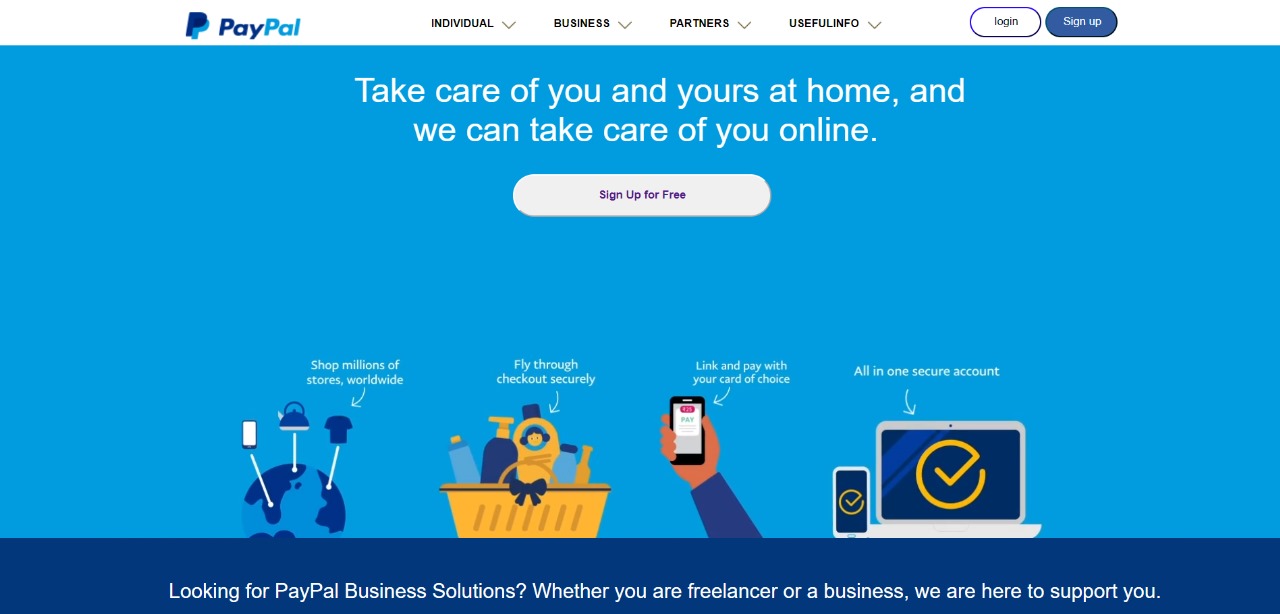 PayPal
INDIVIDUAL
BUSINESS
PARTNERS
USEFULINFO
login
Sign up
Take care of you and yours at home, and
we can take care of you online.
Sign Up for Free
Shop millions of
stores, worldwide
Fly through
checkout securely
Link and pay with
your card of choice
All in one secure account
PAY
Looking for PayPal Business Solutions? Whether you are freelancer or a business, we are here to support you.